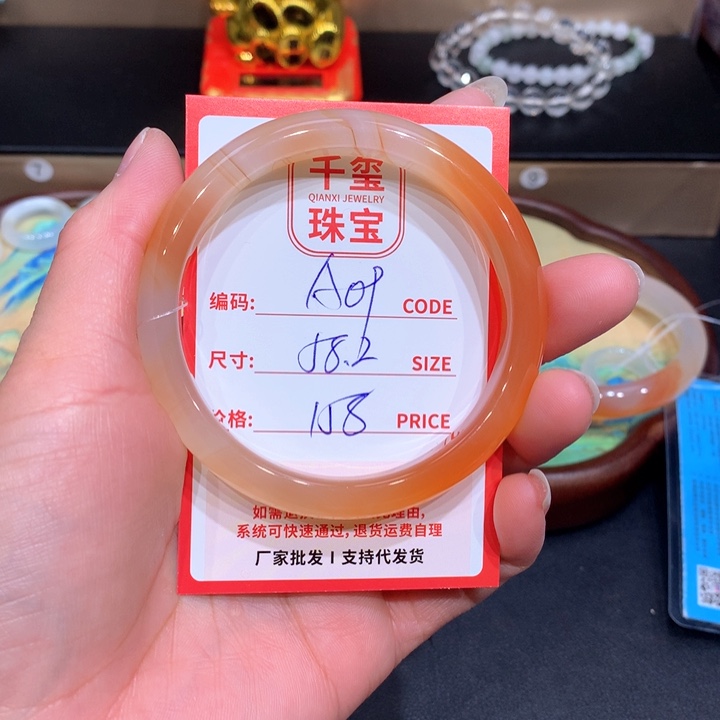 千玺
QIANXI JEWELRY
珠宝
编码: A09 CODE
尺寸: 58.2 SIZE
价格: 158 PRICE
系统可快速通过, 退货运费自理
厂家批发 I 支持代发货